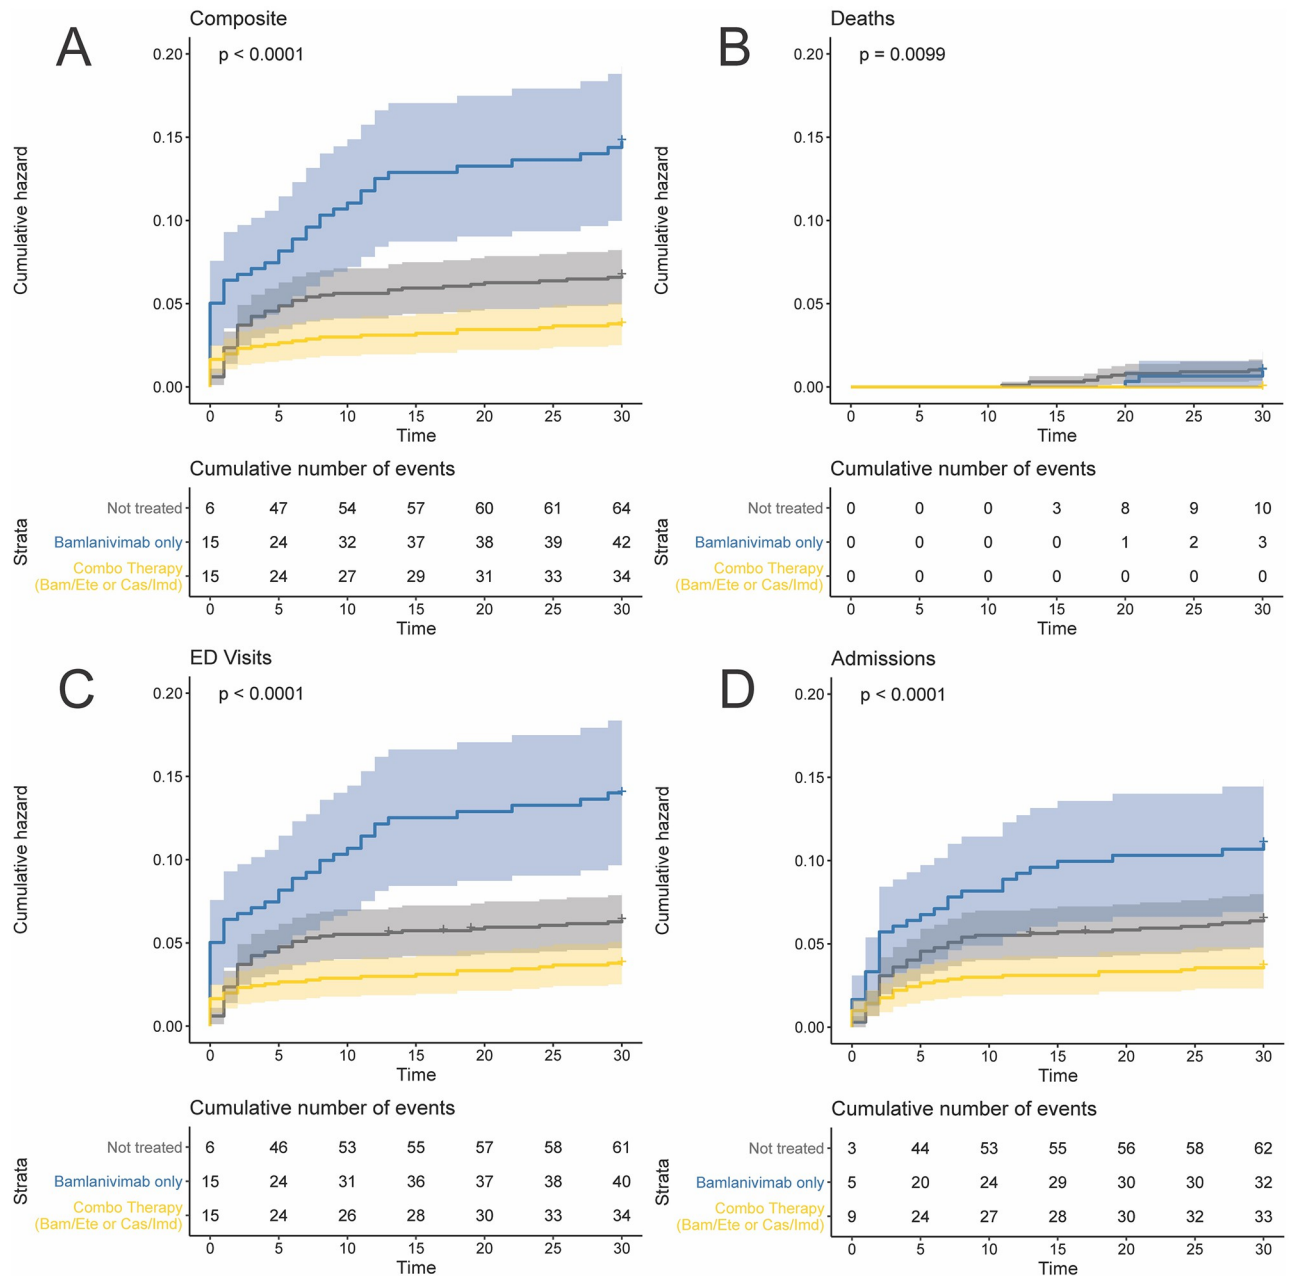 A
Composite
p < 0.0001
Cumulative hazard
0.20
0.15
0.10
0.05
0.00
0 5 10 15 20 25 30
Time
Cumulative number of events
Strata
Not treated 6 47 54 57 60 61 64
Bamlanivimab only 15 24 32 37 38 39 42
Combo Therapy
(Bam/Ete or Cas/Imd) 15 24 27 29 31 33 34
0 5 10 15 20 25 30
Time
B
Deaths
p = 0.0099
Cumulative hazard
0.20
0.15
0.10
0.05
0.00
0 5 10 15 20 25 30
Time
Cumulative number of events
Strata
Not treated 0 0 0 3 8 9 10
Bamlanivimab only 0 0 0 0 1 2 3
Combo Therapy
(Bam/Ete or Cas/Imd) 0 0 0 0 0 0 0
0 5 10 15 20 25 30
Time
C
ED Visits
p < 0.0001
Cumulative hazard
0.20
0.15
0.10
0.05
0.00
0 5 10 15 20 25 30
Time
Cumulative number of events
Strata
Not treated 6 46 53 55 57 58 61
Bamlanivimab only 15 24 31 36 37 38 40
Combo Therapy
(Bam/Ete or Cas/Imd) 15 24 26 28 30 33 34
0 5 10 15 20 25 30
Time
D
Admissions
p < 0.0001
Cumulative hazard
0.20
0.15
0.10
0.05
0.00
0 5 10 15 20 25 30
Time
Cumulative number of events
Strata
Not treated 3 44 53 55 56 58 62
Bamlanivimab only 5 20 24 29 30 30 32
Combo Therapy
(Bam/Ete or Cas/Imd) 9 24 27 28 30 32 33
0 5 10 15 20 25 30
Time